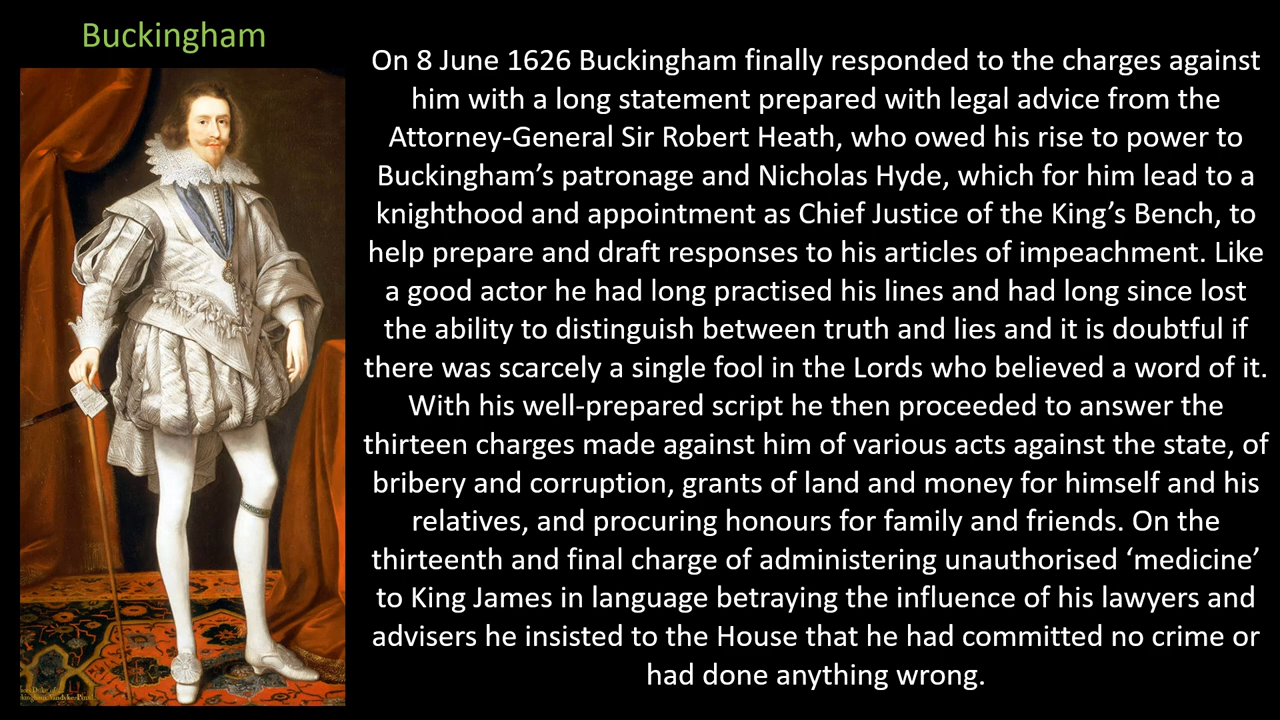 Buckingham
On 8 June 1626 Buckingham finally responded to the charges against
him with a long statement prepared with legal advice from the
Attorney-General Sir Robert Heath, who owed his rise to power to
Buckingham’s patronage and Nicholas Hyde, which for him lead to a
knighthood and appointment as Chief Justice of the King’s Bench, to
help prepare and draft responses to his articles of impeachment. Like
a good actor he had long practised his lines and had long since lost
the ability to distinguish between truth and lies and it is doubtful if
there was scarcely a single fool in the Lords who believed a word of it.
With his well-prepared script he then proceeded to answer the
thirteen charges made against him of various acts against the state, of
bribery and corruption, grants of land and money for himself and his
relatives, and procuring honours for family and friends. On the
thirteenth and final charge of administering unauthorised ‘medicine’
to King James in language betraying the influence of his lawyers and
advisers he insisted to the House that he had committed no crime or
had done anything wrong.